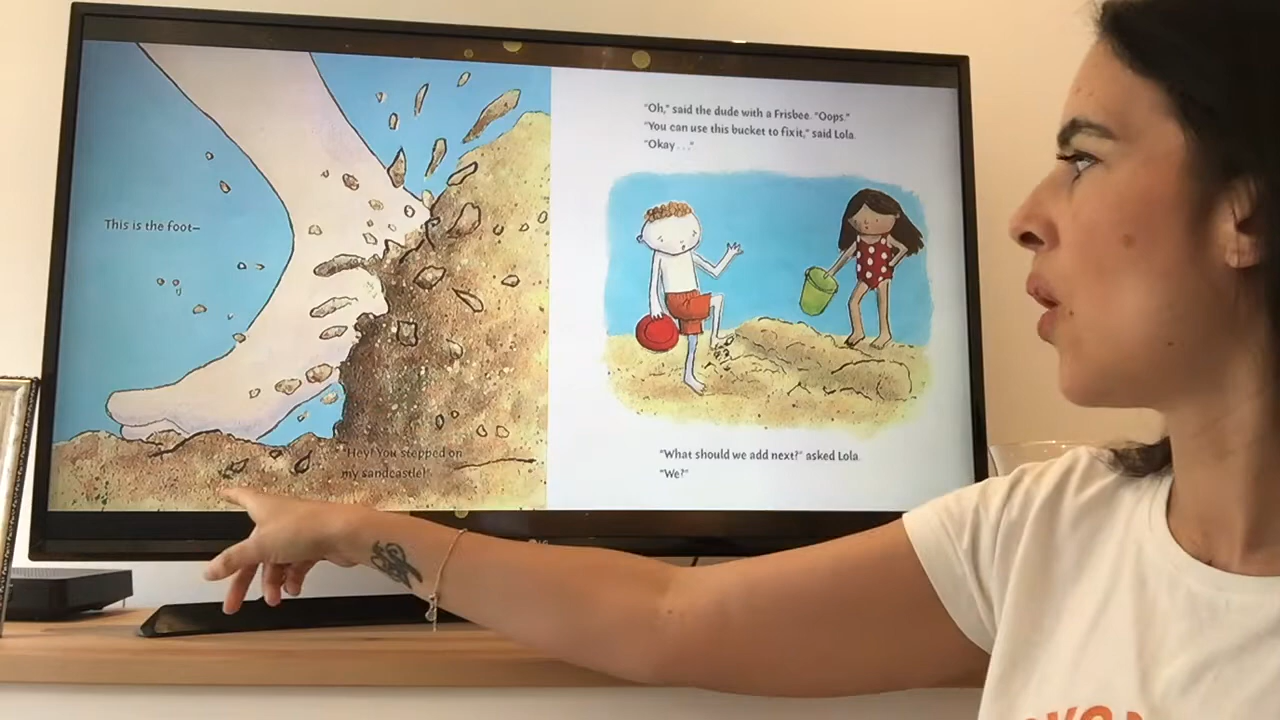 This is the foot—
"Hey! You stepped on
my sandcastle!"
"Oh," said the dude with a Frisbee. "Oops."
"You can use this bucket to fix it," said Lola.
"Okay . . ."
"What should we add next?" asked Lola.
"We?"
LG